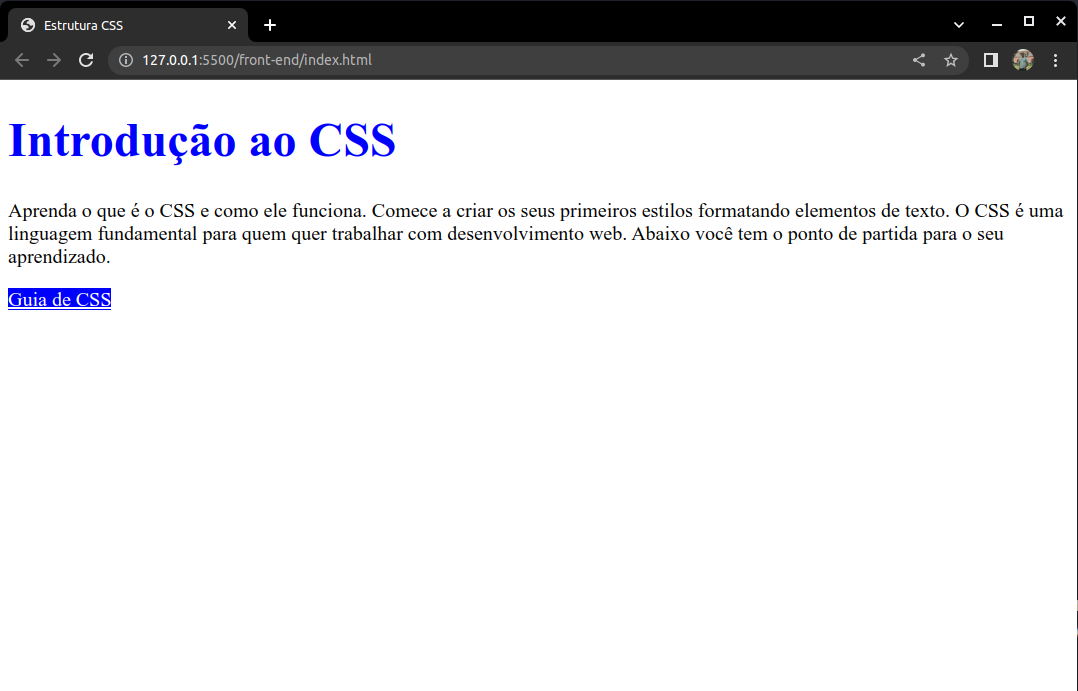 Estrutura CSS
127.0.0.1:5500/front-end/index.html
Introdução ao CSS
Aprenda o que é o CSS e como ele funciona. Comece a criar os seus primeiros estilos formatando elementos de texto. O CSS é uma
linguagem fundamental para quem quer trabalhar com desenvolvimento web. Abaixo você tem o ponto de partida para o seu
aprendizado.
Guia de CSS